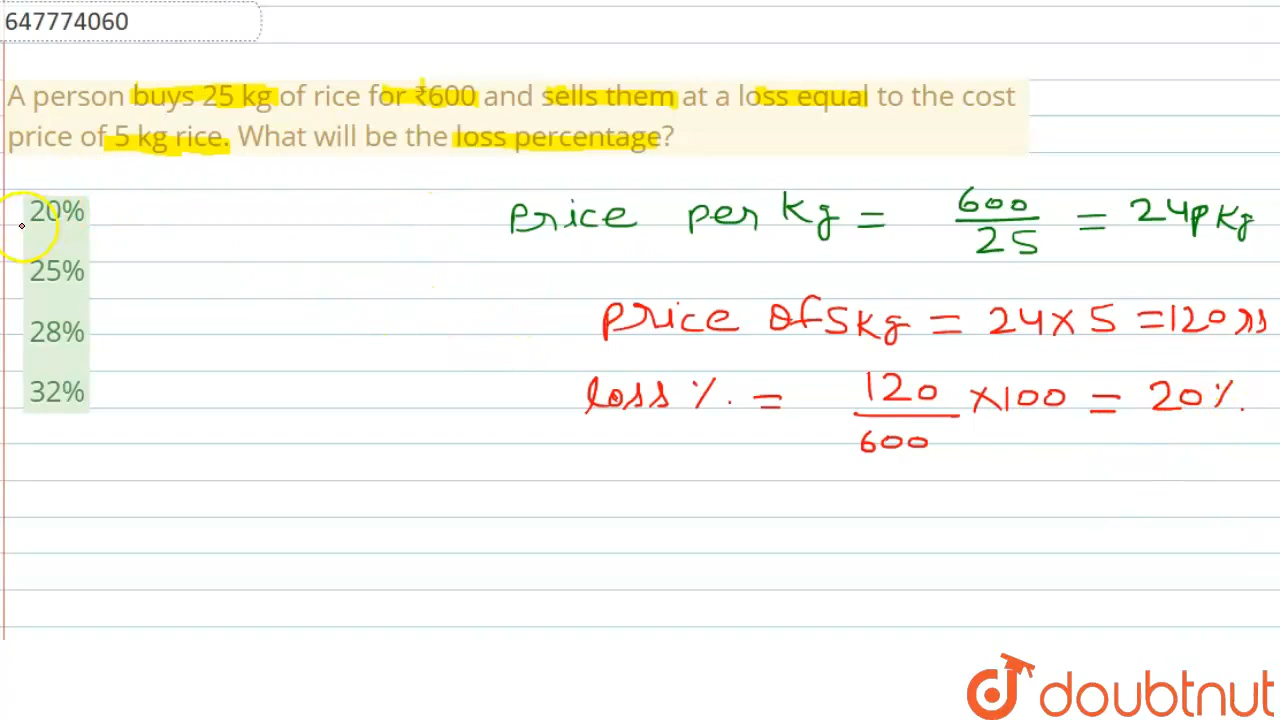 647774060
A person buys 25 kg of rice for ₹600 and sells them at a loss equal to the cost
price of 5 kg rice. What will be the loss percentage?
20%
25%
28%
32%
Price per kg = 600/25 = 24 p kg
Price of 5 kg = 24 × 5 = 120 rs
loss % = 120/600 × 100 = 20%.
doubtnut